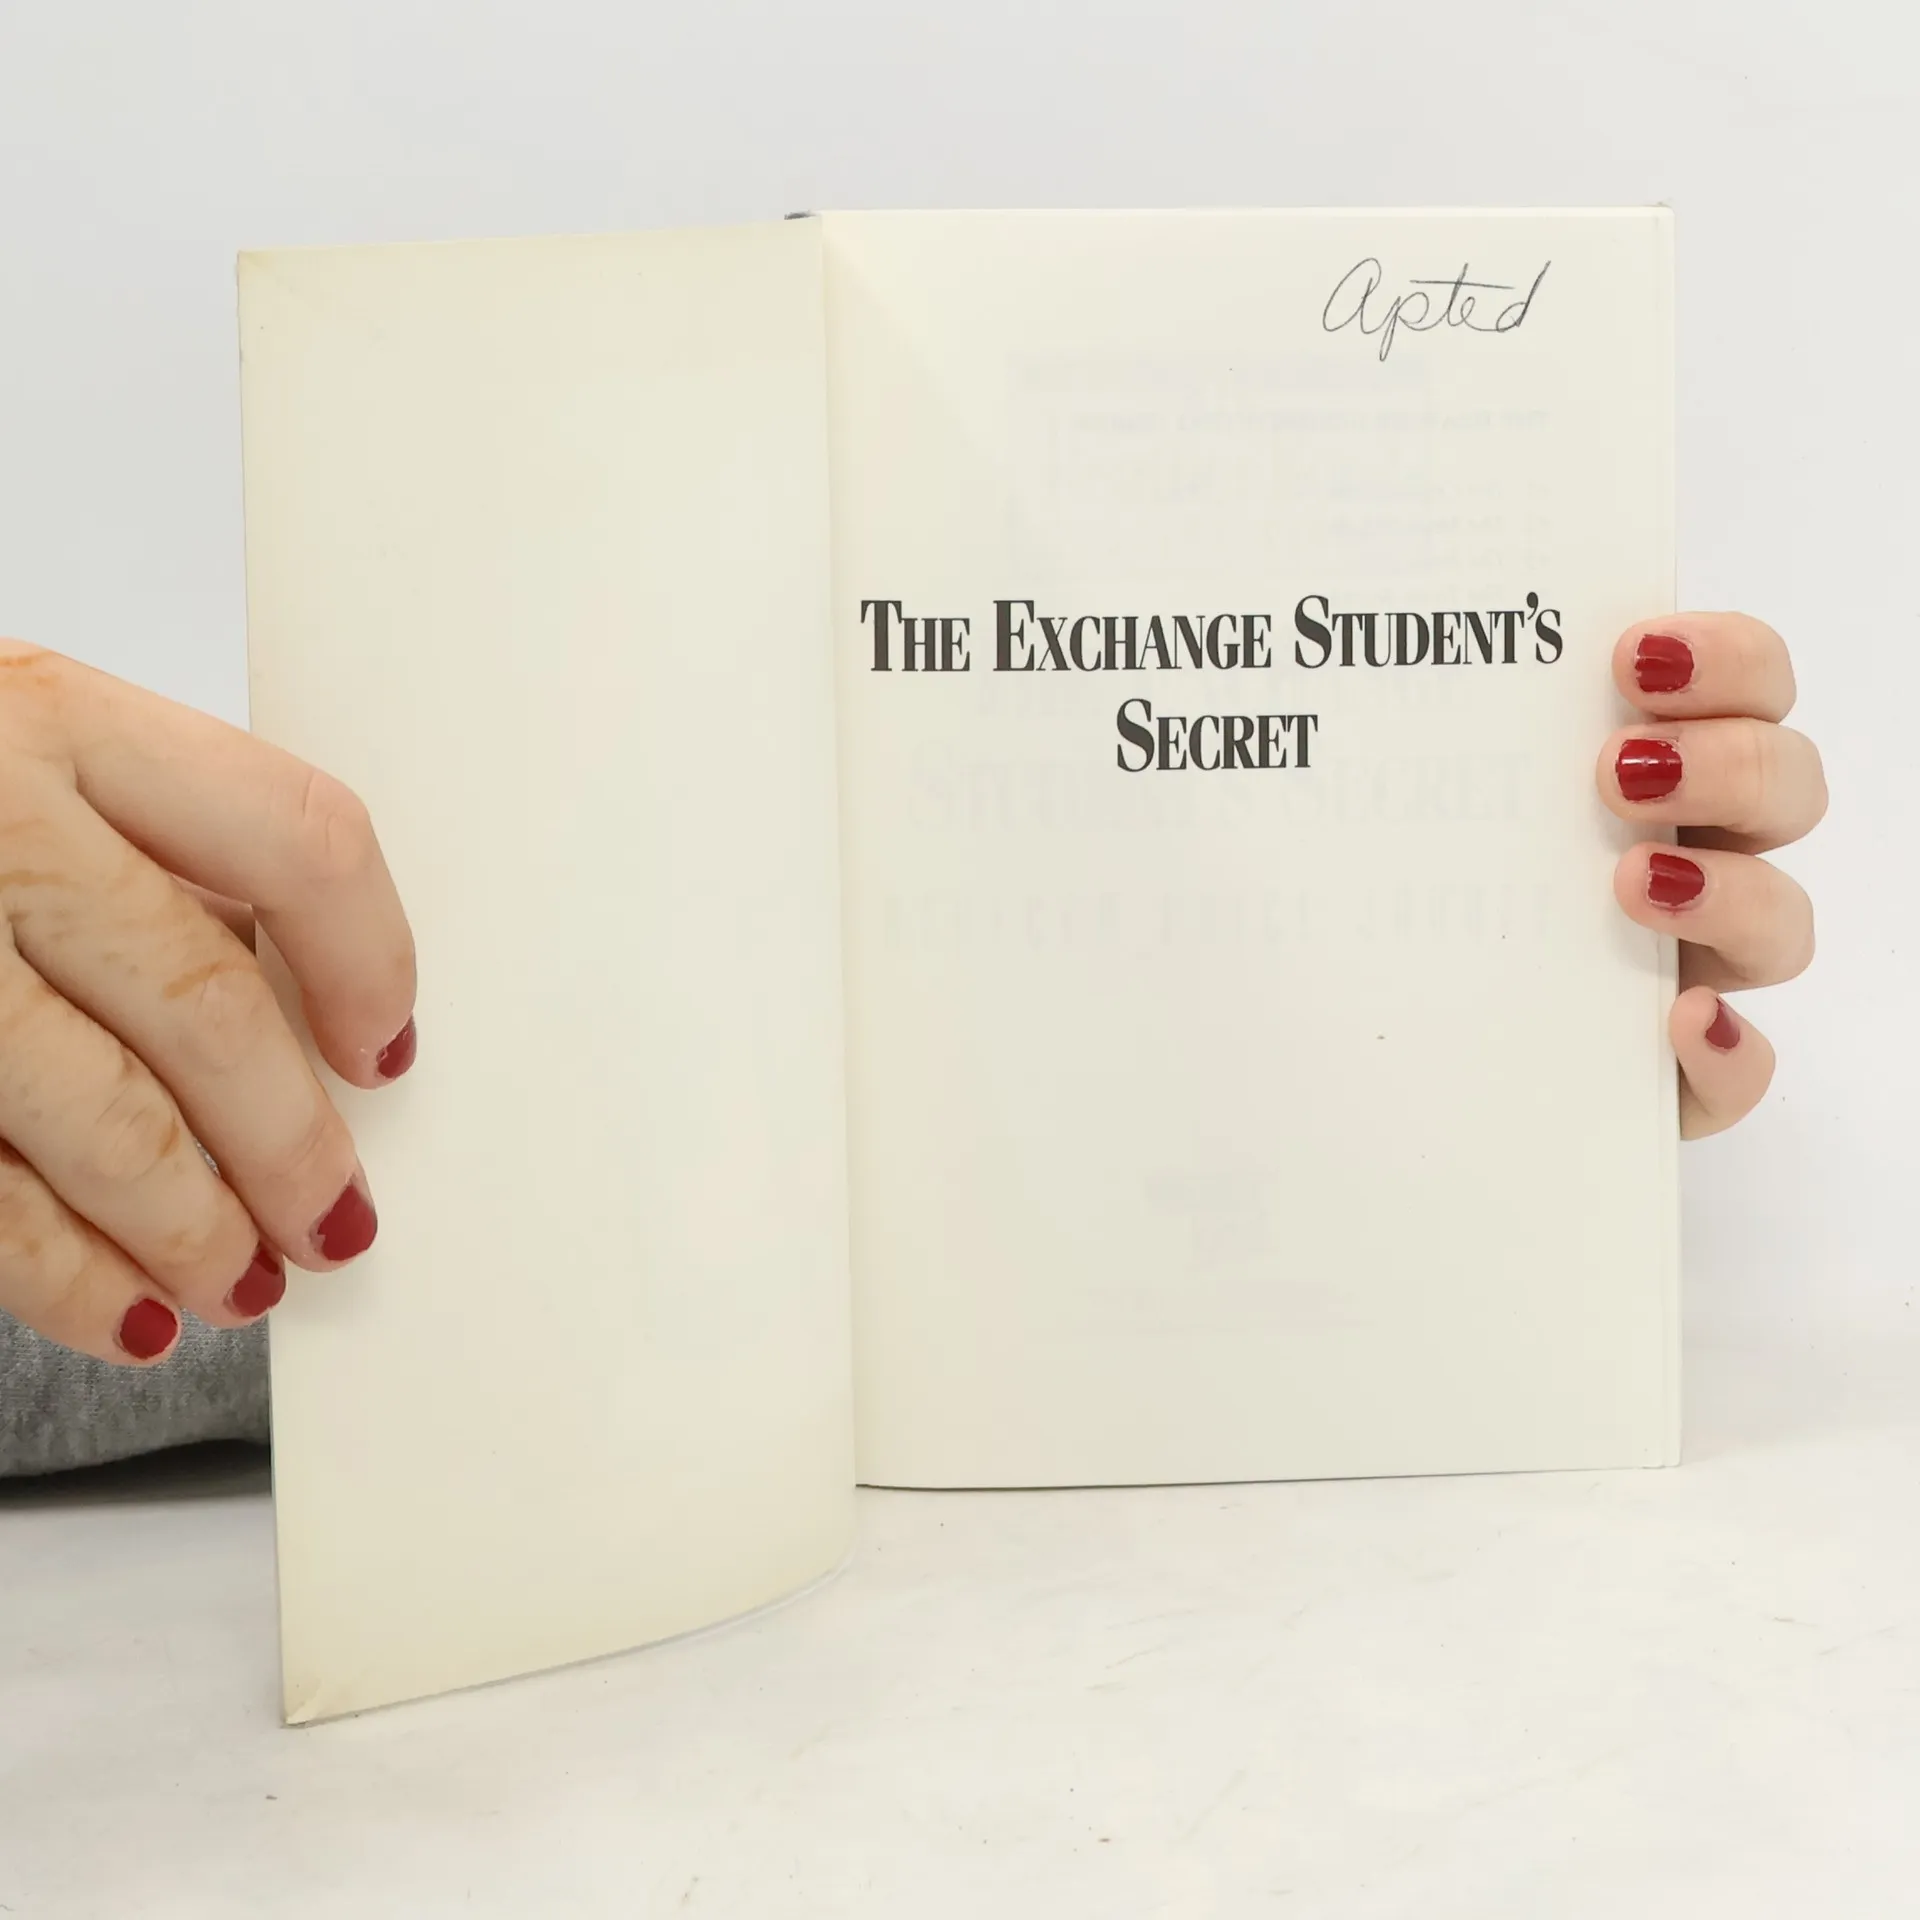 Apted
THE EXCHANGE STUDENT'S
SECRET